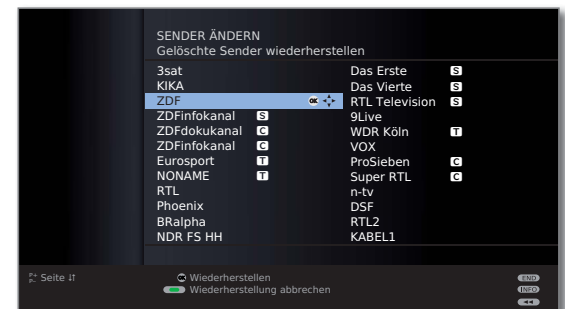 SENDER ÄNDERN
Gelöschte Sender wiederherstellen
3sat
KIKA
ZDF OK
ZDFinfokanal S
ZDFdokukanal C
ZDFinfokanal C
Eurosport T
NONAME T
RTL
Phoenix
BRalpha
NDR FS HH
Das Erste S
Das Vierte S
RTL Television S
9Live
WDR Köln T
VOX
ProSieben C
Super RTL C
n-tv
DSF
RTL2
KABEL1
P+ P- Seite
OK Wiederherstellen
Wiederherstellung abbrechen
END
INFO